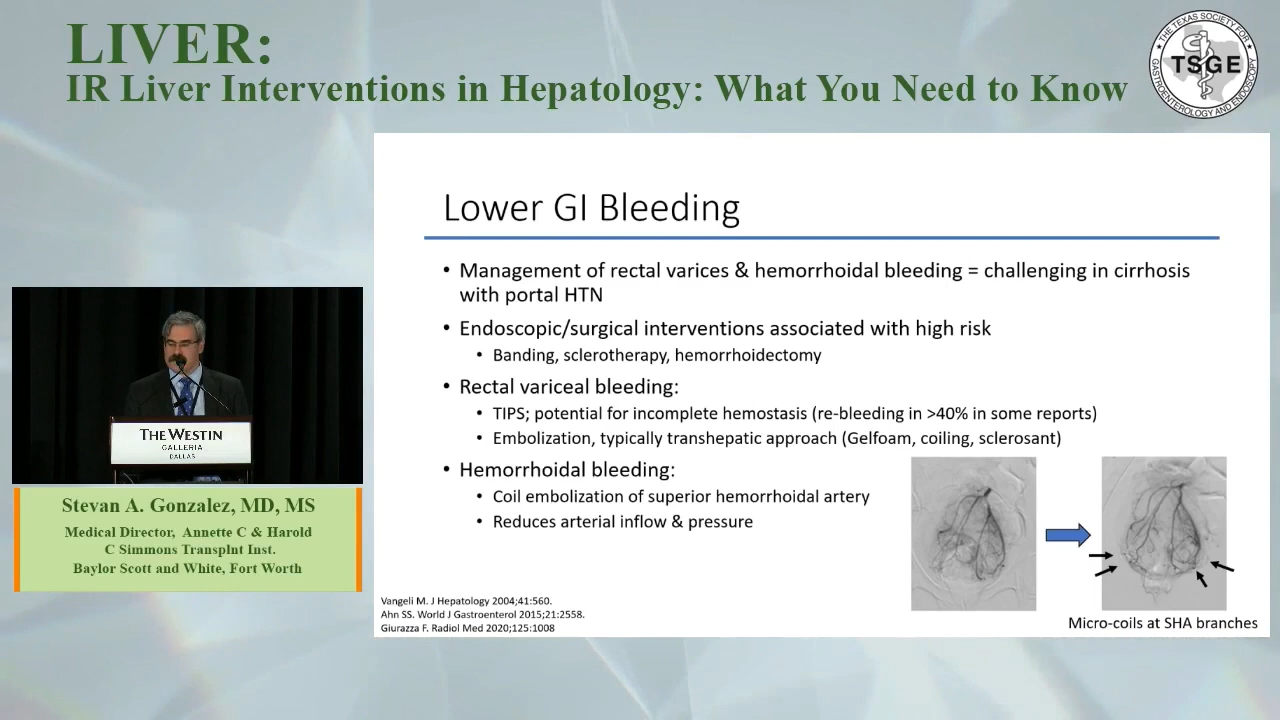 LIVER:
IR Liver Interventions in Hepatology: What You Need to Know
THE TEXAS SOCIETY FOR
TSGE
GASTROENTEROLOGY AND ENDOSCOPY
Lower GI Bleeding
• Management of rectal varices & hemorrhoidal bleeding = challenging in cirrhosis
with portal HTN
• Endoscopic/surgical interventions associated with high risk
• Banding, sclerotherapy, hemorrhoidectomy
• Rectal variceal bleeding:
• TIPS; potential for incomplete hemostasis (re-bleeding in >40% in some reports)
• Embolization, typically transhepatic approach (Gelfoam, coiling, sclerosant)
• Hemorrhoidal bleeding:
• Coil embolization of superior hemorrhoidal artery
• Reduces arterial inflow & pressure
Micro-coils at SHA branches
Vangeli M. J Hepatology 2004;41:560.
Ahn SS. World J Gastroenterol 2015;21:2558.
Giurazza F. Radiol Med 2020;125:1008
THE WESTIN
GALLERIA
DALLAS
Stevan A. Gonzalez, MD, MS
Medical Director, Annette C & Harold
C Simmons Transplnt Inst.
Baylor Scott and White, Fort Worth